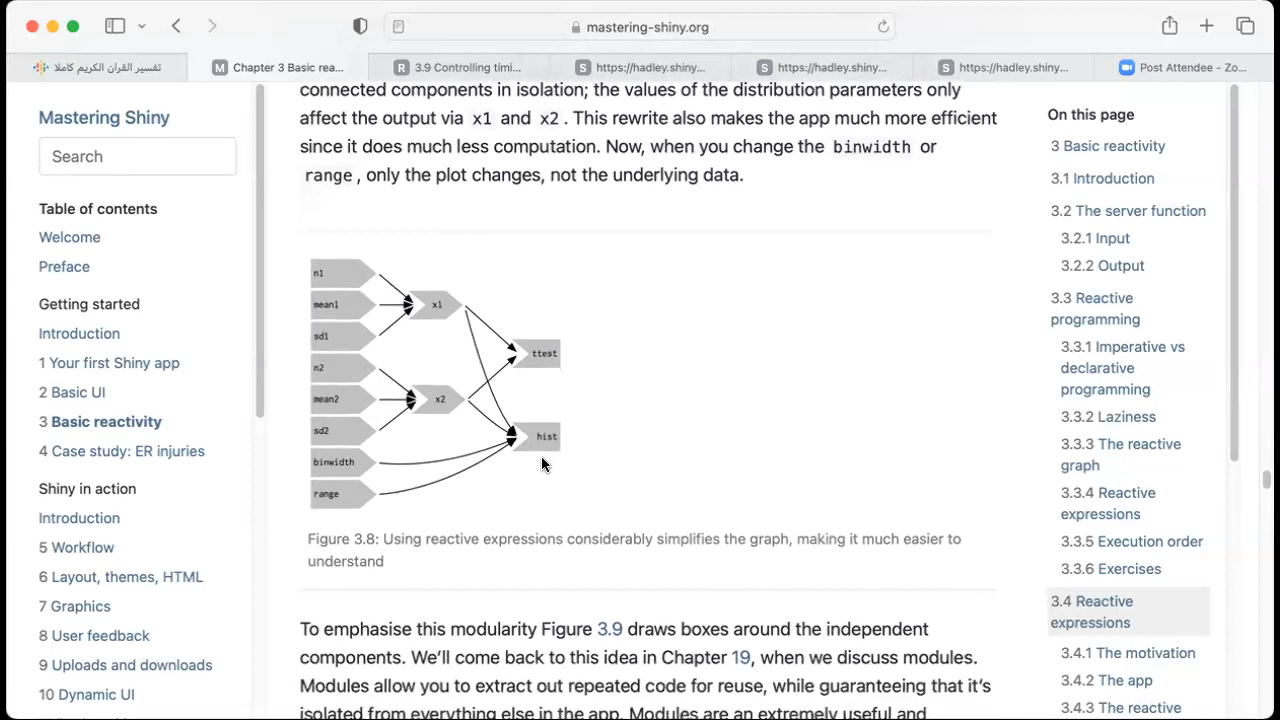 mastering-shiny.org
تفسير القران الكريم كاملا
Chapter 3 Basic rea...
3.9 Controlling timi...
https://hadley.shiny...
https://hadley.shiny...
https://hadley.shiny...
Post Attendee - Zo...
Mastering Shiny
Search
Table of contents
Welcome
Preface
Getting started
Introduction
1 Your first Shiny app
2 Basic UI
3 Basic reactivity
4 Case study: ER injuries
Shiny in action
Introduction
5 Workflow
6 Layout, themes, HTML
7 Graphics
8 User feedback
9 Uploads and downloads
10 Dynamic UI
connected components in isolation; the values of the distribution parameters only
affect the output via x1 and x2. This rewrite also makes the app much more efficient
since it does much less computation. Now, when you change the binwidth or
range, only the plot changes, not the underlying data.
n1
mean1
sd1
n2
mean2
sd2
binwidth
range
x1
x2
ttest
hist
Figure 3.8: Using reactive expressions considerably simplifies the graph, making it much easier to
understand
To emphasise this modularity Figure 3.9 draws boxes around the independent
components. We'll come back to this idea in Chapter 19, when we discuss modules.
Modules allow you to extract out repeated code for reuse, while guaranteeing that it's
isolated from everything else in the app. Modules are an extremely useful and
On this page
3 Basic reactivity
3.1 Introduction
3.2 The server function
3.2.1 Input
3.2.2 Output
3.3 Reactive
programming
3.3.1 Imperative vs
declarative
programming
3.3.2 Laziness
3.3.3 The reactive
graph
3.3.4 Reactive
expressions
3.3.5 Execution order
3.3.6 Exercises
3.4 Reactive
expressions
3.4.1 The motivation
3.4.2 The app
3.4.3 The reactive